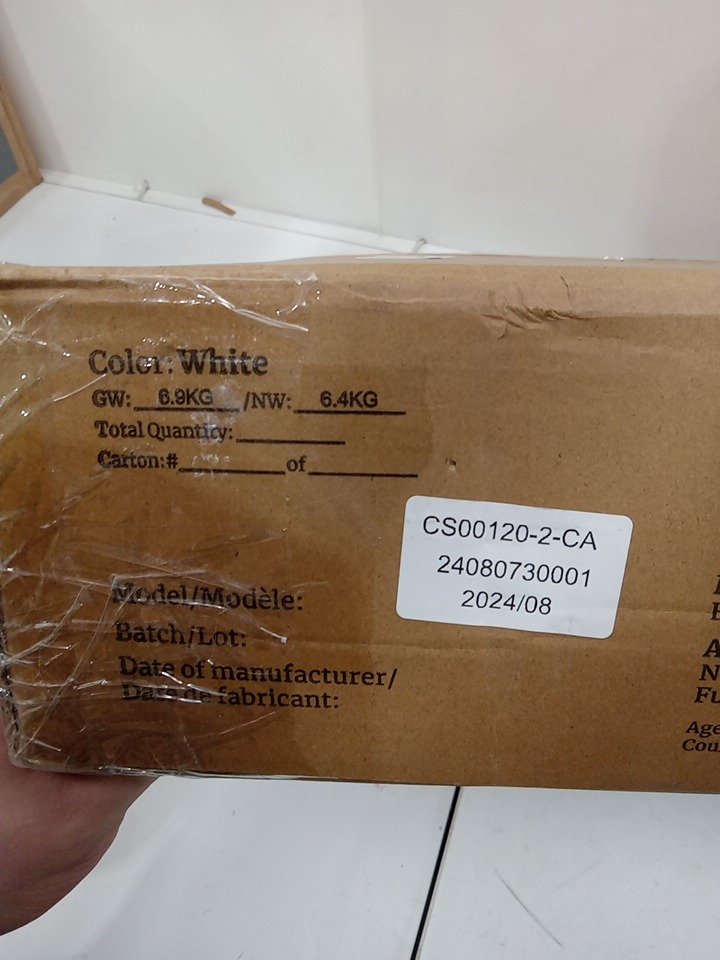 Color: White
GW: 6.9KG /NW: 6.4KG
Total Quantity:
Carton:# of
CS00120-2-CA
24080730001
2024/08
Model/Modèle:
Batch/Lot:
Date of manufacturer/
Date de fabricant: